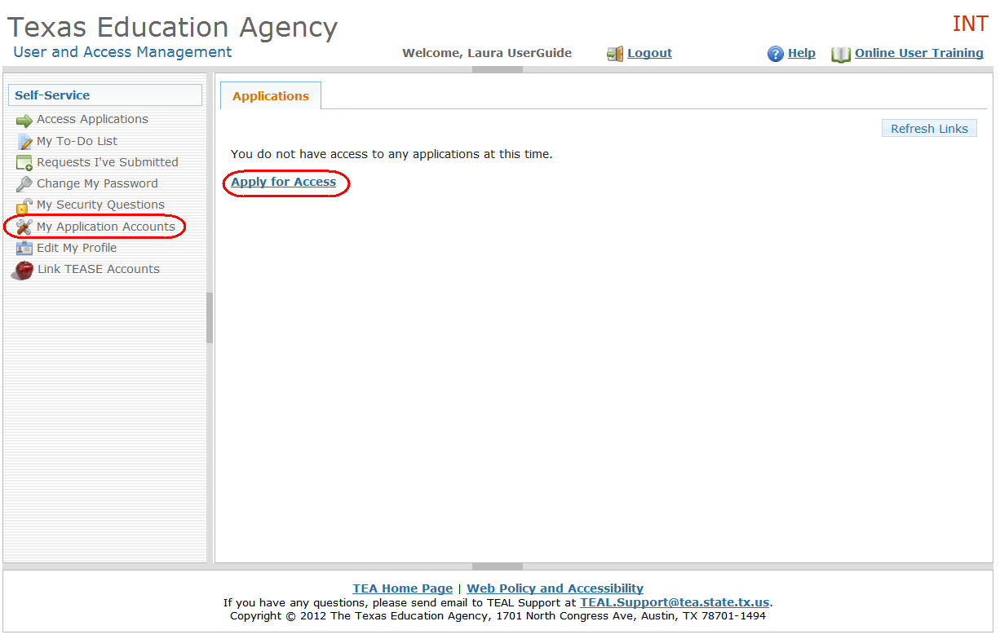 Texas Education Agency
INT
User and Access Management
Welcome, Laura UserGuide
Logout
Help
Online User Training
Self-Service
Access Applications
My To-Do List
Requests I've Submitted
Change My Password
My Security Questions
My Application Accounts
Edit My Profile
Link TEASE Accounts
Applications
Refresh Links
You do not have access to any applications at this time.
Apply for Access
TEA Home Page | Web Policy and Accessibility
If you have any questions, please send email to TEAL Support at TEAL.Support@tea.state.tx.us.
Copyright © 2012 The Texas Education Agency, 1701 North Congress Ave, Austin, TX 78701-1494